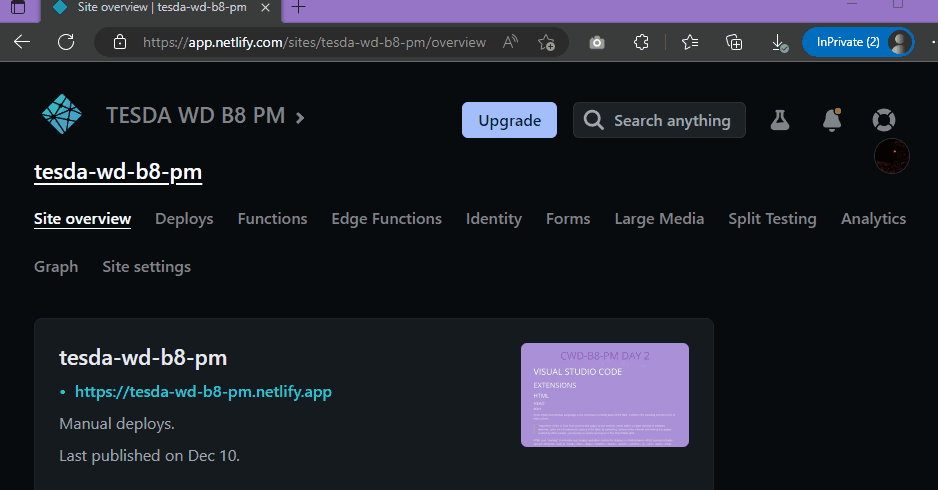 Site overview | tesda-wd-b8-pm
https://app.netlify.com/sites/tesda-wd-b8-pm/overview
InPrivate (2)
TESDA WD B8 PM
Upgrade
Search anything
tesda-wd-b8-pm
Site overview Deploys Functions Edge Functions Identity Forms Large Media Split Testing Analytics
Graph Site settings
tesda-wd-b8-pm
• https://tesda-wd-b8-pm.netlify.app
Manual deploys.
Last published on Dec 10.
CWD-B8-PM DAY 2
VISUAL STUDIO CODE
EXTENSIONS
HTML